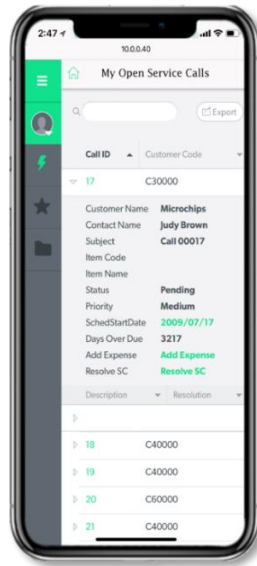 2:47
10.0.0.40
My Open Service Calls
Export
Call ID Customer Code
17 C30000
Customer Name Microchips
Contact Name Judy Brown
Subject Call 00017
Item Code
Item Name
Status Pending
Priority Medium
SchedStartDate 2009/07/17
Days Over Due 3217
Add Expense Add Expense
Resolve SC Resolve SC
Description Resolution
18 C40000
19 C40000
20 C60000
21 C40000